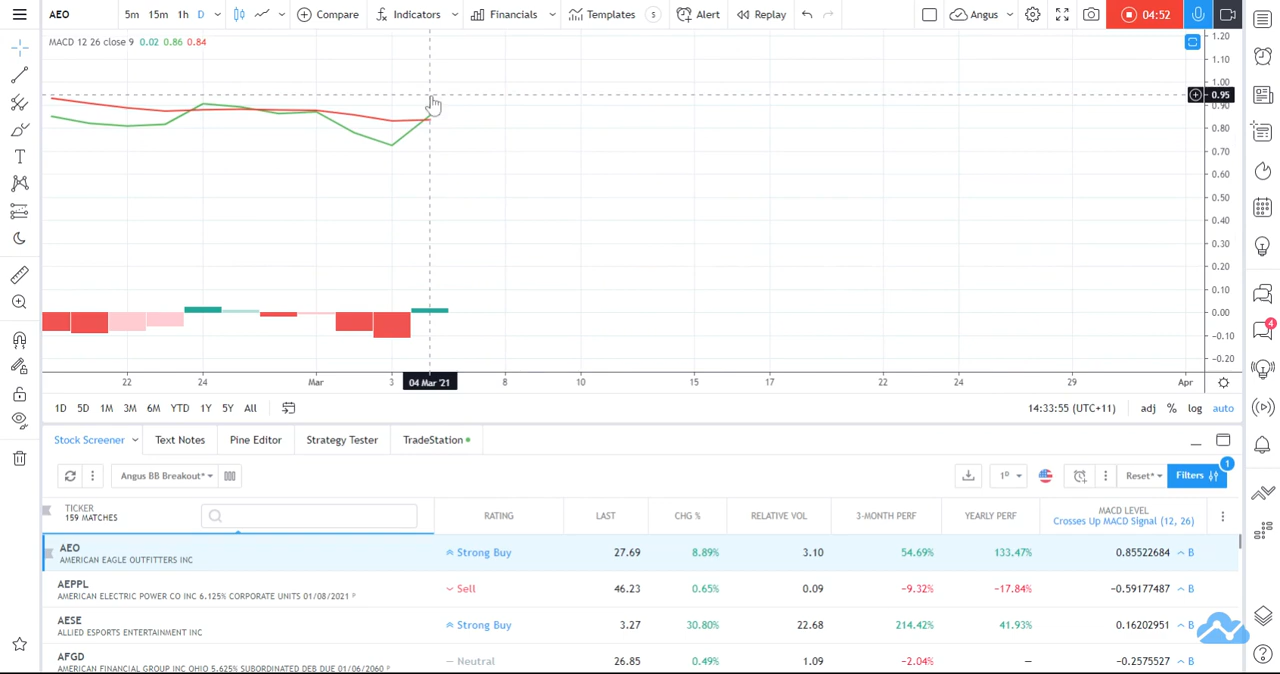 AEO 5m 15m 1h D Compare Indicators Financials Templates S Alert Replay Angus 04:52
MACD 12 26 close 9 0.02 0.86 0.84
1.20
1.10
1.00
0.95
0.90
0.80
0.70
0.60
0.50
0.40
0.30
0.20
0.10
0.00
−0.10
−0.20
4
22 24 Mar 3 04 Mar '21 8 10 15 17 22 24 29 Apr
1D 5D 1M 3M 6M YTD 1Y 5Y All 14:33:55 (UTC+11) adj % log auto
Stock Screener Text Notes Pine Editor Strategy Tester TradeStation
Angus BB Breakout* 1D Reset* Filters 1
TICKER
159 MATCHES
RATING LAST CHG % RELATIVE VOL 3-MONTH PERF YEARLY PERF MACD LEVEL
Crosses Up MACD Signal (12, 26)
AEO
AMERICAN EAGLE OUTFITTERS INC
Strong Buy 27.69 8.89% 3.10 54.69% 133.47% 0.85522684 B
AEPPL
AMERICAN ELECTRIC POWER CO INC 6.125% CORPORATE UNITS 01/08/2021 P
Sell 46.23 0.65% 0.09 −9.32% −17.84% −0.59177487 B
AESE
ALLIED ESPORTS ENTERTAINMENT INC
Strong Buy 3.27 30.80% 22.68 214.42% 41.93% 0.16202951 B
AFGD
AMERICAN FINANCIAL GROUP INC OHIO 5.625% SUBORDINATED DEB DUE 01/06/2060 P
— Neutral 26.85 0.49% 1.09 −2.04% — −0.2575527 B